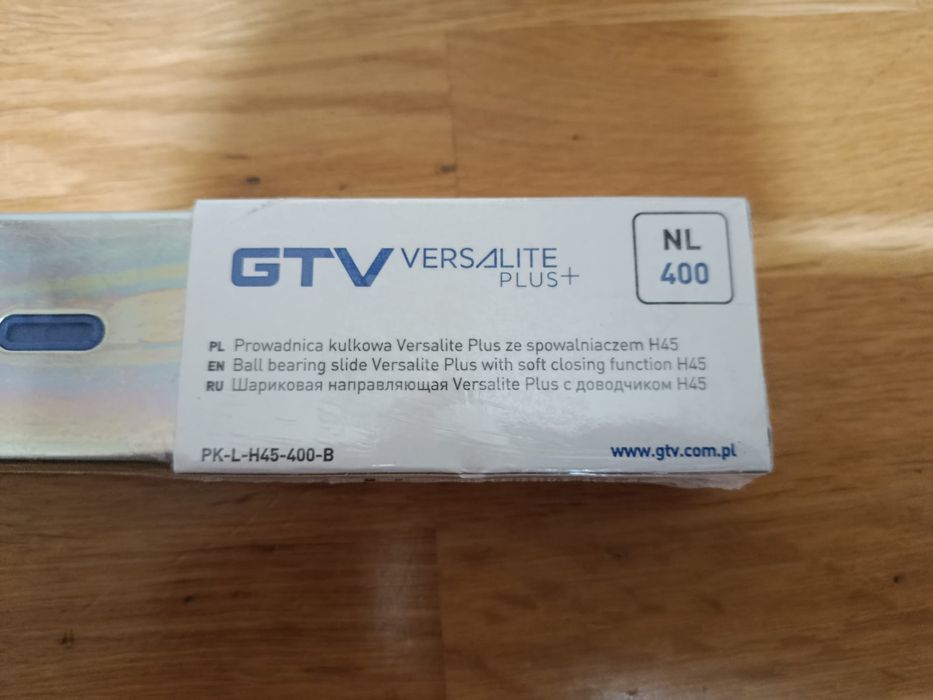 GTV VERSALITE
PLUS+
NL
400
PL Prowadnica kulkowa Versalite Plus ze spowalniaczem H45
EN Ball bearing slide Versalite Plus with soft closing function H45
RU Шариковая направляющая Versalite Plus с доводчиком H45
PK-L-H45-400-B
www.gtv.com.pl